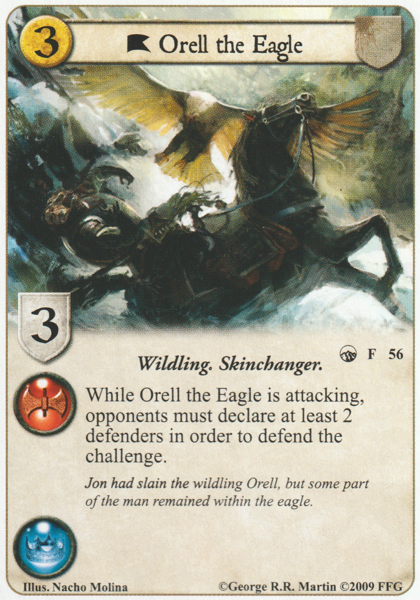 3
Orell the Eagle
3
Wildling. Skinchanger.
F 56
While Orell the Eagle is attacking,
opponents must declare at least 2
defenders in order to defend the
challenge.
Jon had slain the wildling Orell, but some part
of the man remained within the eagle.
Illus. Nacho Molina
©George R.R. Martin ©2009 FFG